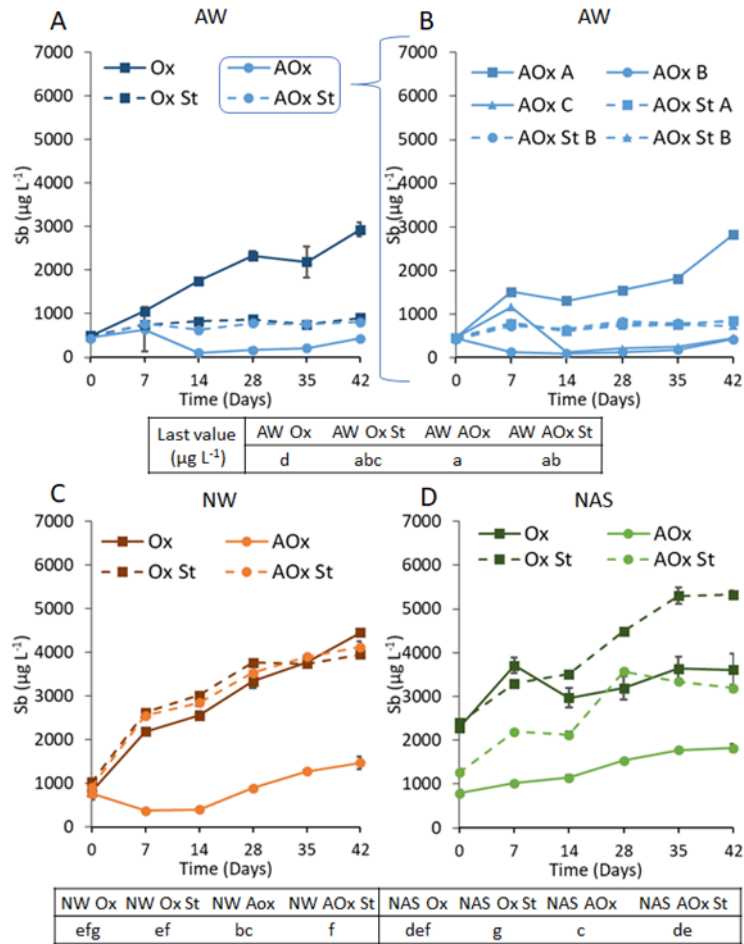 A AW
7000
6000
5000
4000
3000
2000
1000
0
Sb (µg L⁻¹)
Ox AOx
Ox St AOx St
0 7 14 28 35 42
Time (Days)
B AW
7000
6000
5000
4000
3000
2000
1000
0
Sb (µg L⁻¹)
AOx A AOx B
AOx C AOx St A
AOx St B AOx St B
0 7 14 28 35 42
Time (Days)
Last value (µg L⁻¹) AW Ox AW Ox St AW AOx AW AOx St
d abc a ab
C NW
7000
6000
5000
4000
3000
2000
1000
0
Sb (µg L⁻¹)
Ox AOx
Ox St AOx St
0 7 14 28 35 42
Time (Days)
D NAS
7000
6000
5000
4000
3000
2000
1000
0
Sb (µg L⁻¹)
Ox AOx
Ox St AOx St
0 7 14 28 35 42
Time (Days)
NW Ox NW Ox St NW Aox NW AOx St NAS Ox NAS Ox St NAS AOx NAS AOx St
efg ef bc f def g c de